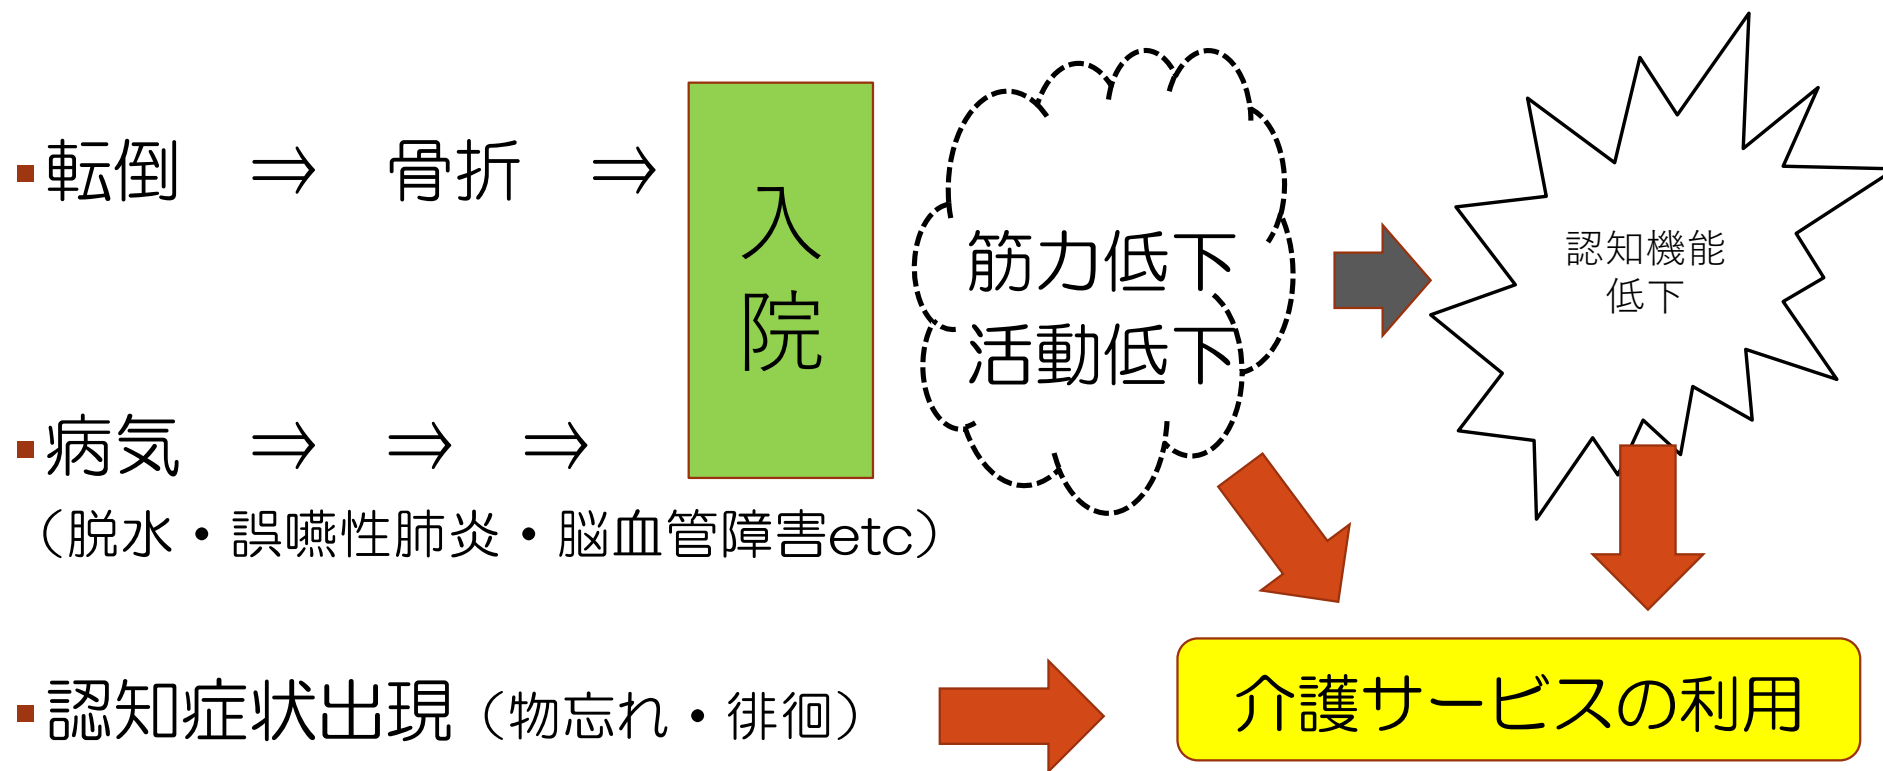 ▪転倒 ⇒ 骨折 ⇒
入院
筋力低下
活動低下
認知機能
低下
▪病気 ⇒ ⇒ ⇒
（脱水・誤嚥性肺炎・脳血管障害etc）
▪認知症状出現（物忘れ・徘徊）
介護サービスの利用